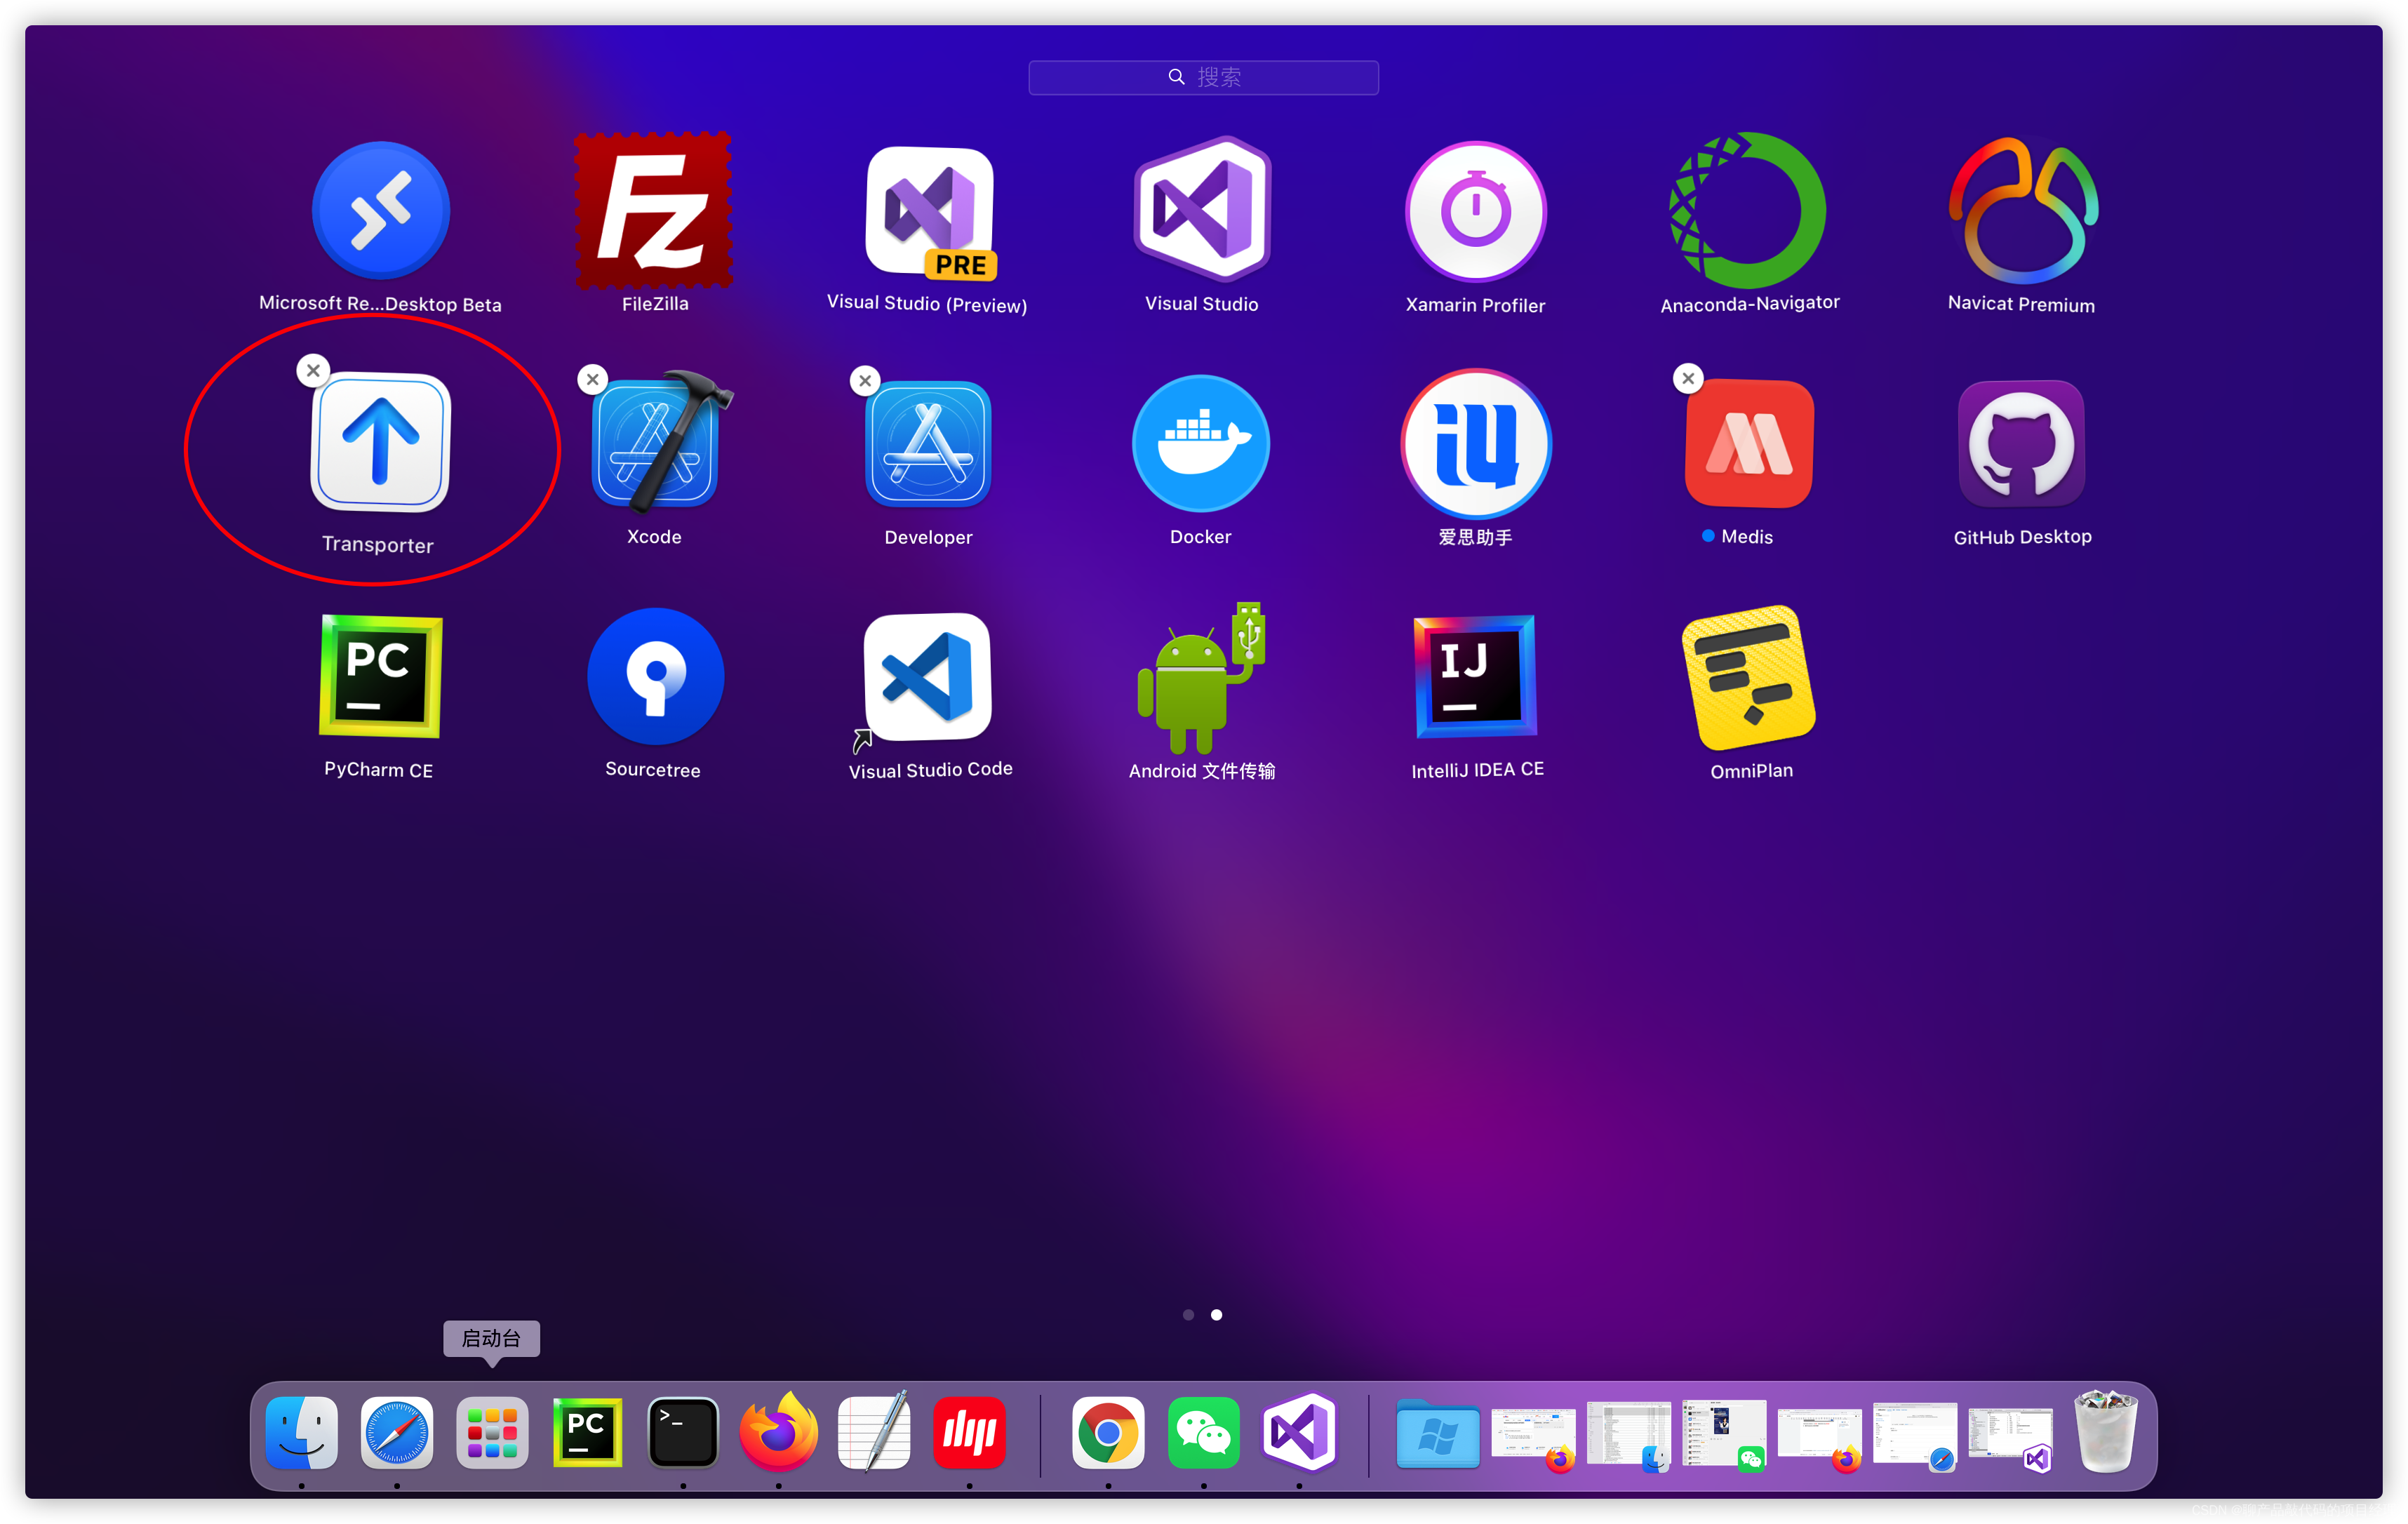 搜索
Microsoft Re...Desktop Beta
FileZilla
PRE
Visual Studio (Preview)
Visual Studio
Xamarin Profiler
Anaconda-Navigator
Navicat Premium
Transporter
Xcode
Developer
Docker
爱思助手
Medis
GitHub Desktop
PC
PyCharm CE
Sourcetree
Visual Studio Code
Android 文件传输
IJ
IntelliJ IDEA CE
OmniPlan
启动台
PC
>_